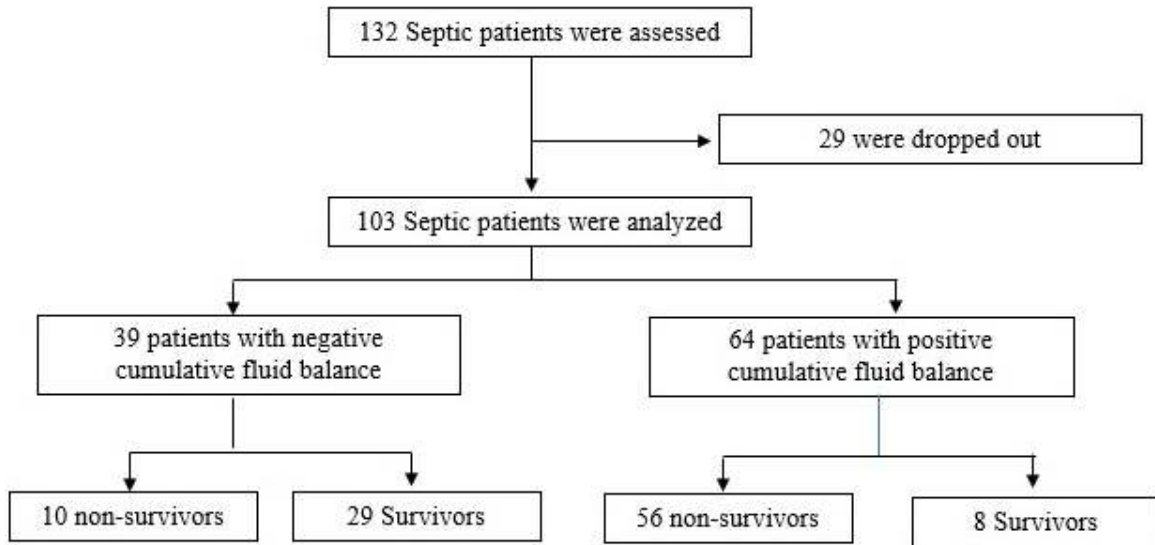 132 Septic patients were assessed
29 were dropped out
103 Septic patients were analyzed
39 patients with negative
cumulative fluid balance
64 patients with positive
cumulative fluid balance
10 non-survivors
29 Survivors
56 non-survivors
8 Survivors